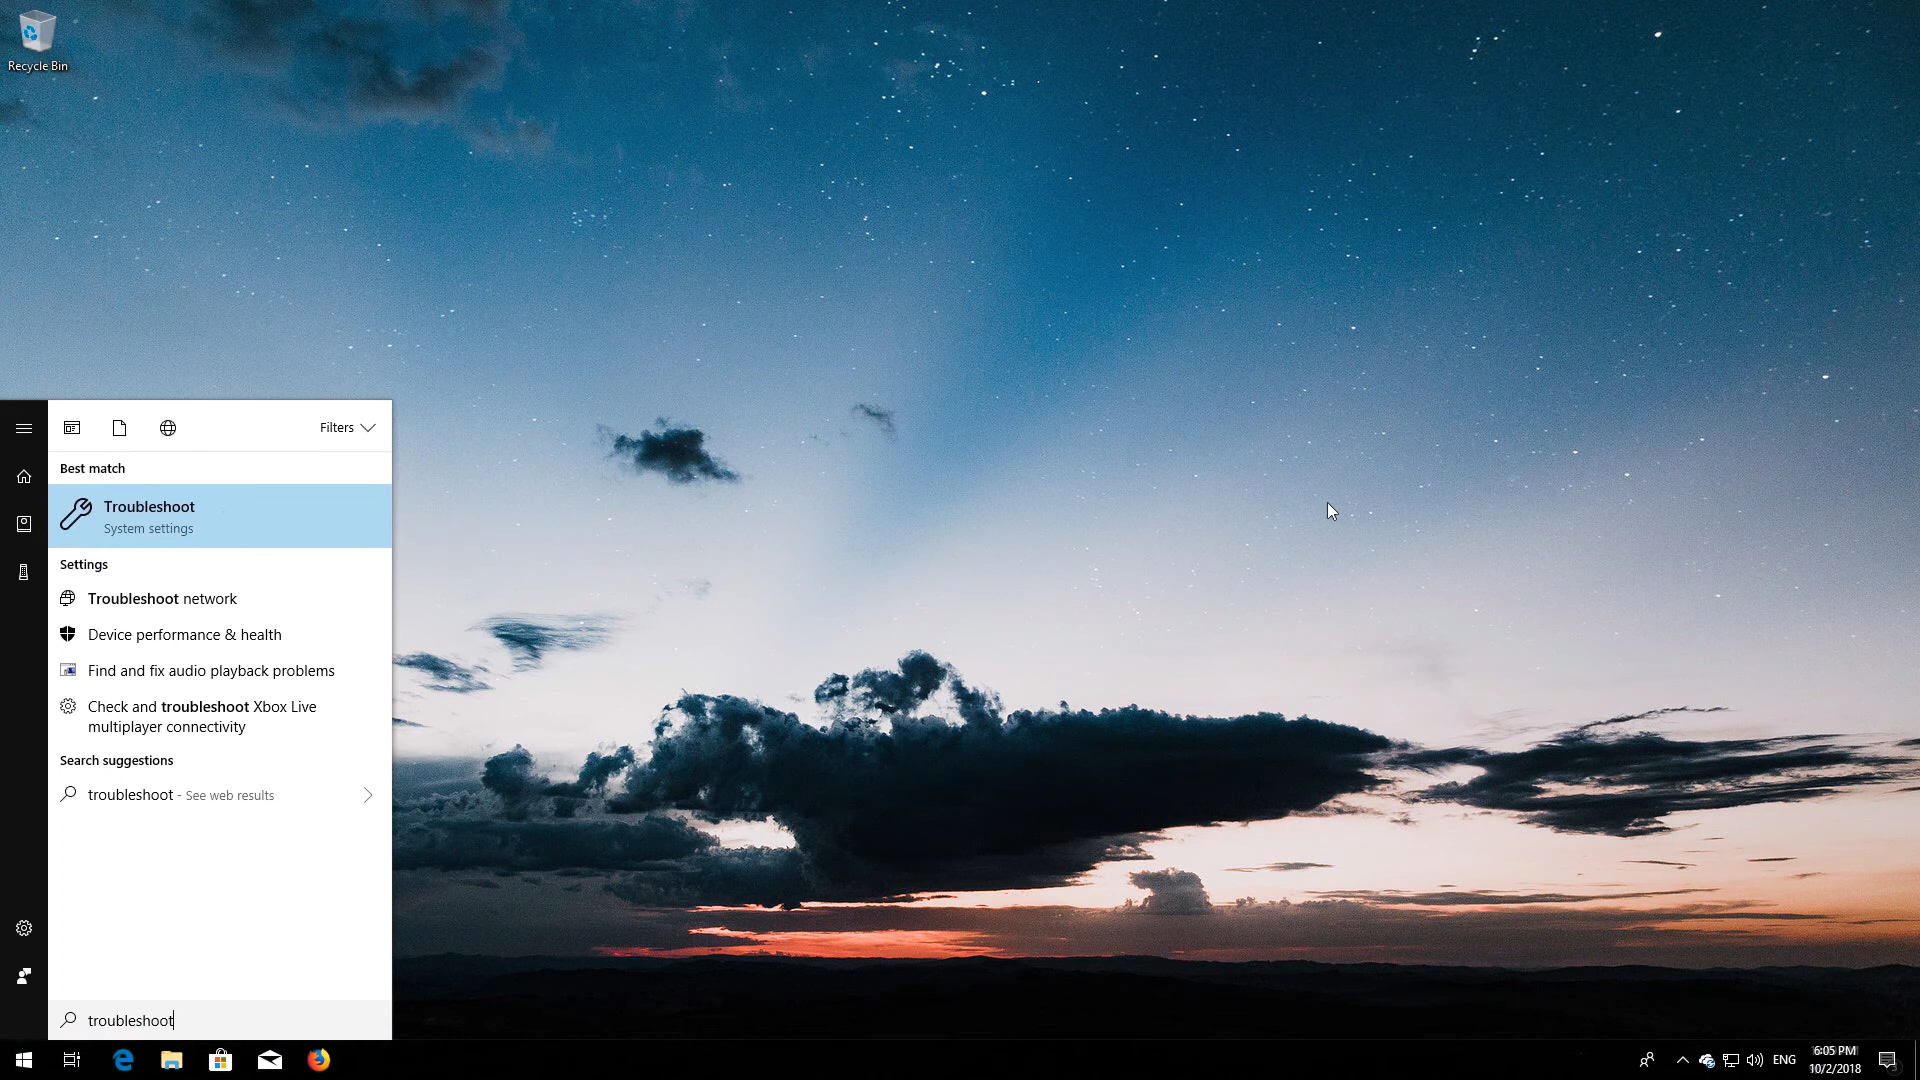 Recycle Bin
Filters
Best match
Troubleshoot
System settings
Settings
Troubleshoot network
Device performance & health
Find and fix audio playback problems
Check and troubleshoot Xbox Live
multiplayer connectivity
Search suggestions
troubleshoot - See web results
troubleshoot
ENG
6:05 PM
10/2/2018